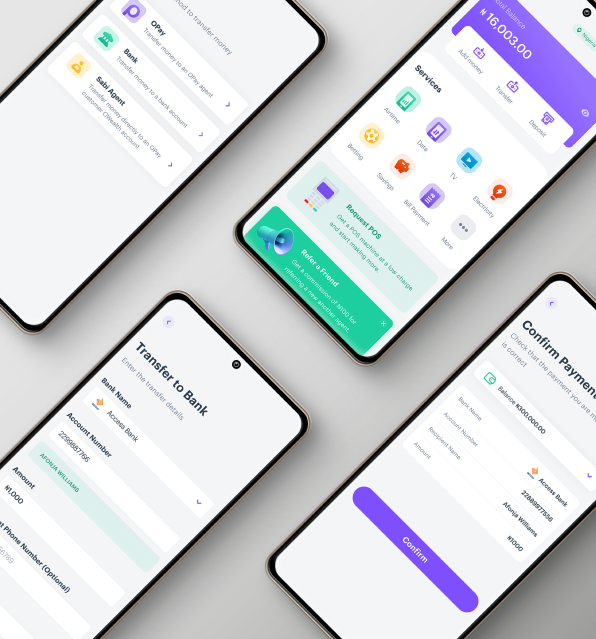 to transfer money
OPay
Transfer money to an OPay agent
Bank
Transfer money to a bank account
Sabi Agent
Transfer money directly to an OPay
customer OWealth account
Total Balance
₦ 16,003.00
Add money
Transfer
Deposit
Services
Airtime
Data
TV
Electricity
Betting
Savings
Bill Payment
More
Request POS
Get a POS machine at a low charge
and start making more
Refer a Friend
Get a commission of N100 for
referring a new another agent
Transfer to Bank
Enter the transfer details
Bank Name
Access Bank
Account Number
AFONJA WILLIAMS
Amount
₦1,000
Phone Number (Optional)
Confirm Payment
Check that the payment you are
is correct
Balance ₦300,000.00
Bank Name
Access Bank
Account Number
Recipient Name
Afonja Williams
Amount
₦1000
Confirm